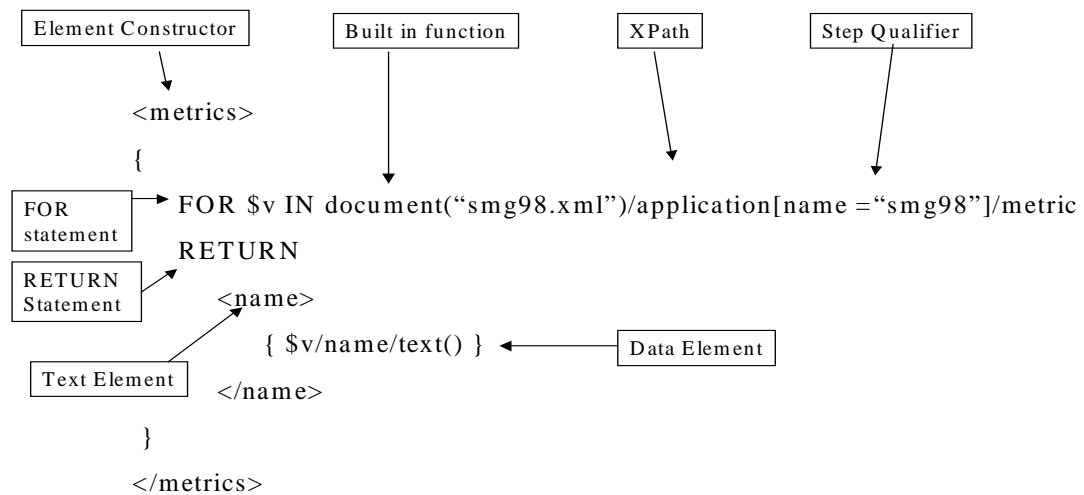 Element Constructor
Built in function
XPath
Step Qualifier
<metrics>
{
FOR
statement
FOR $v IN document(“smg98.xml”)/application[name =“smg98”]/metric
RETURN
RETURN
Statement
<name>
{ $v/name/text() }
Data Element
Text Element
</name>
}
</metrics>